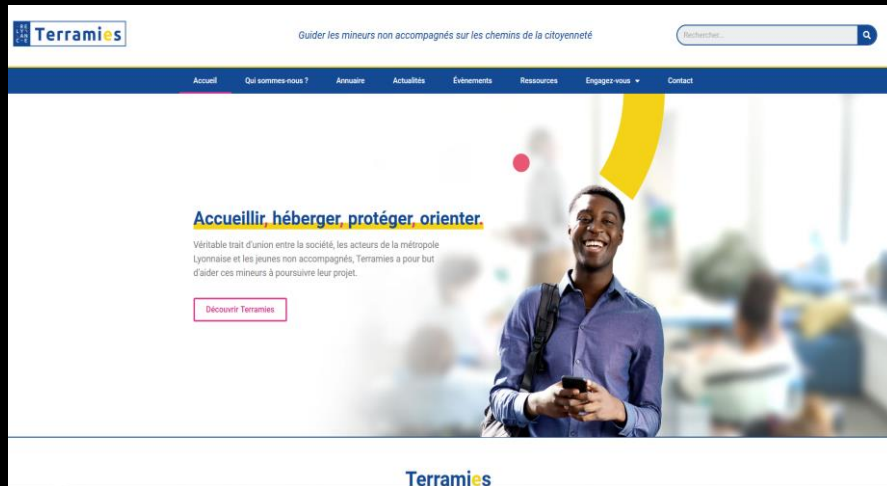 Terramies
Guider les mineurs non accompagnés sur les chemins de la citoyenneté
Rechercher...
Accueil Qui sommes-nous ? Annuaire Actualités Évènements Ressources Engagez-vous Contact
Accueillir, héberger, protéger, orienter.
Véritable trait d'union entre la société, les acteurs de la métropole
Lyonnaise et les jeunes non accompagnés, Terramies a pour but
d'aider ces mineurs à poursuivre leur projet.
Découvrir Terramies
Terramies